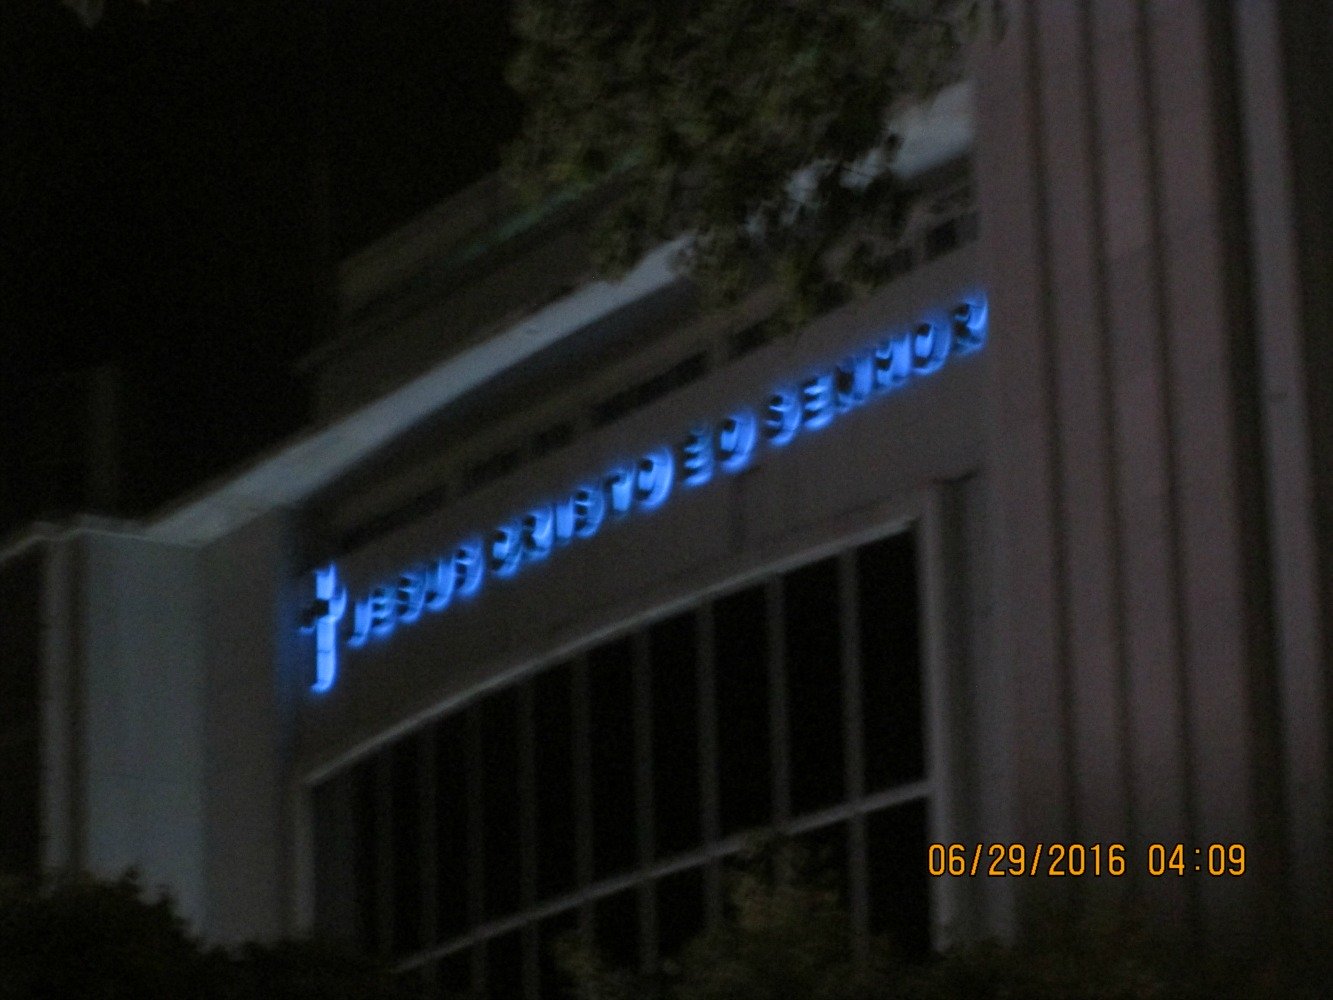 JESUS CRISTO É O SENHOR
06/29/2016 04:09